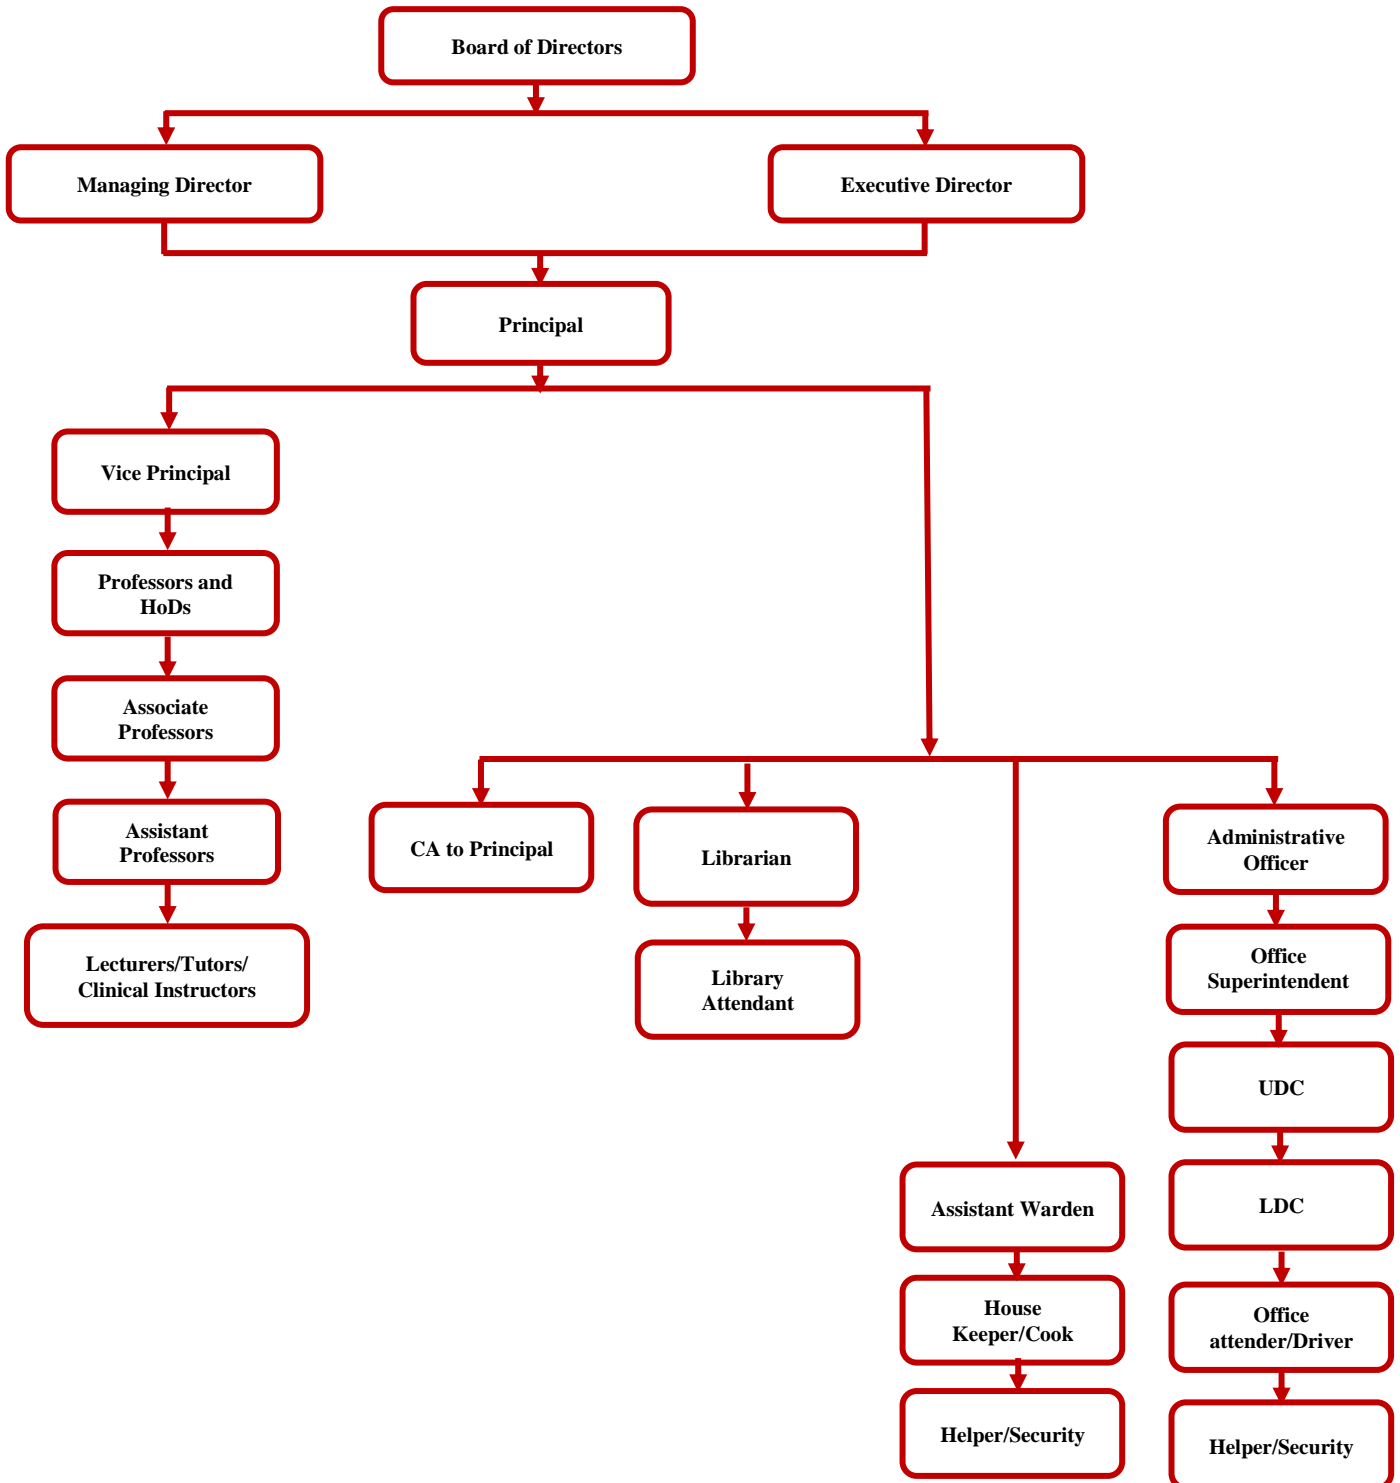 Board of Directors
Managing Director
Executive Director
Principal
Vice Principal
Professors and
HoDs
Associate
Professors
Assistant
Professors
Lecturers/Tutors/
Clinical Instructors
CA to Principal
Librarian
Library
Attendant
Assistant Warden
House
Keeper/Cook
Helper/Security
Administrative
Officer
Office
Superintendent
UDC
LDC
Office
attender/Driver
Helper/Security